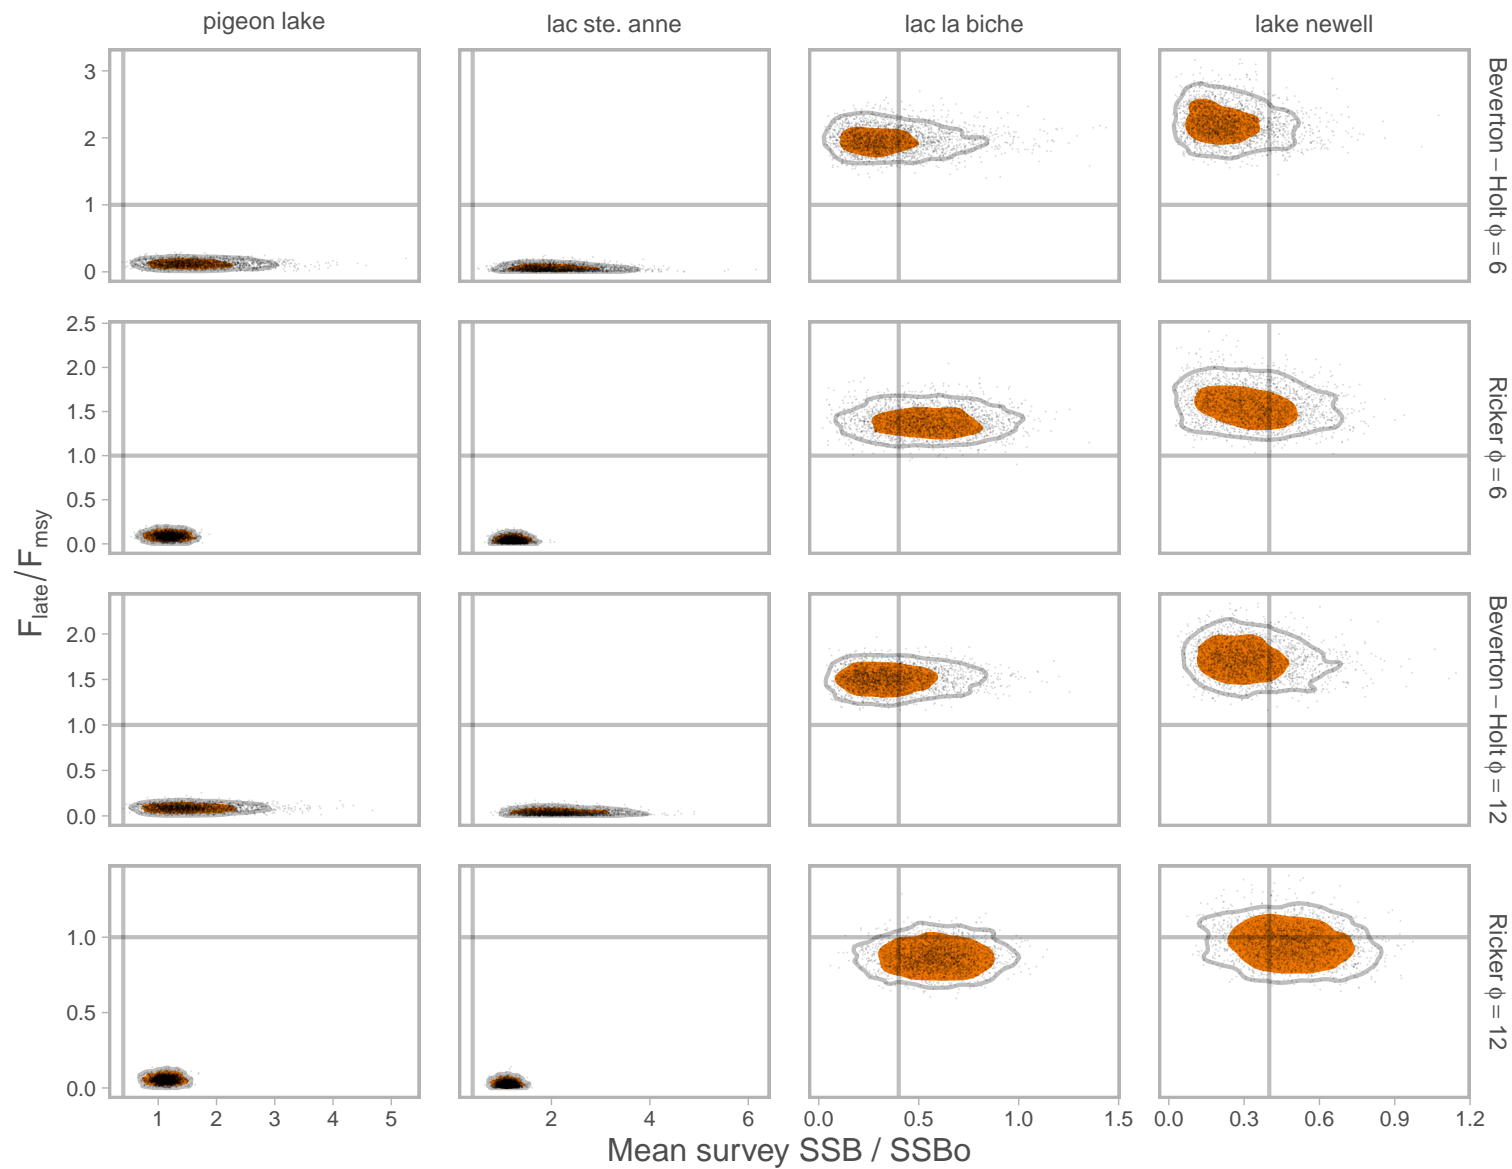 pigeon lake
lac ste. anne
lac la biche
lake newell
3
2
1
0
Beverton – Holt ϕ = 6
2.5
2.0
1.5
1.0
0.5
0.0
Ricker ϕ = 6
F_late/F_msy
2.0
1.5
1.0
0.5
0.0
Beverton – Holt ϕ = 12
1.0
0.5
0.0
Ricker ϕ = 12
1 2 3 4 5
2 4 6
0.0 0.5 1.0 1.5
0.0 0.3 0.6 0.9 1.2
Mean survey SSB / SSBo